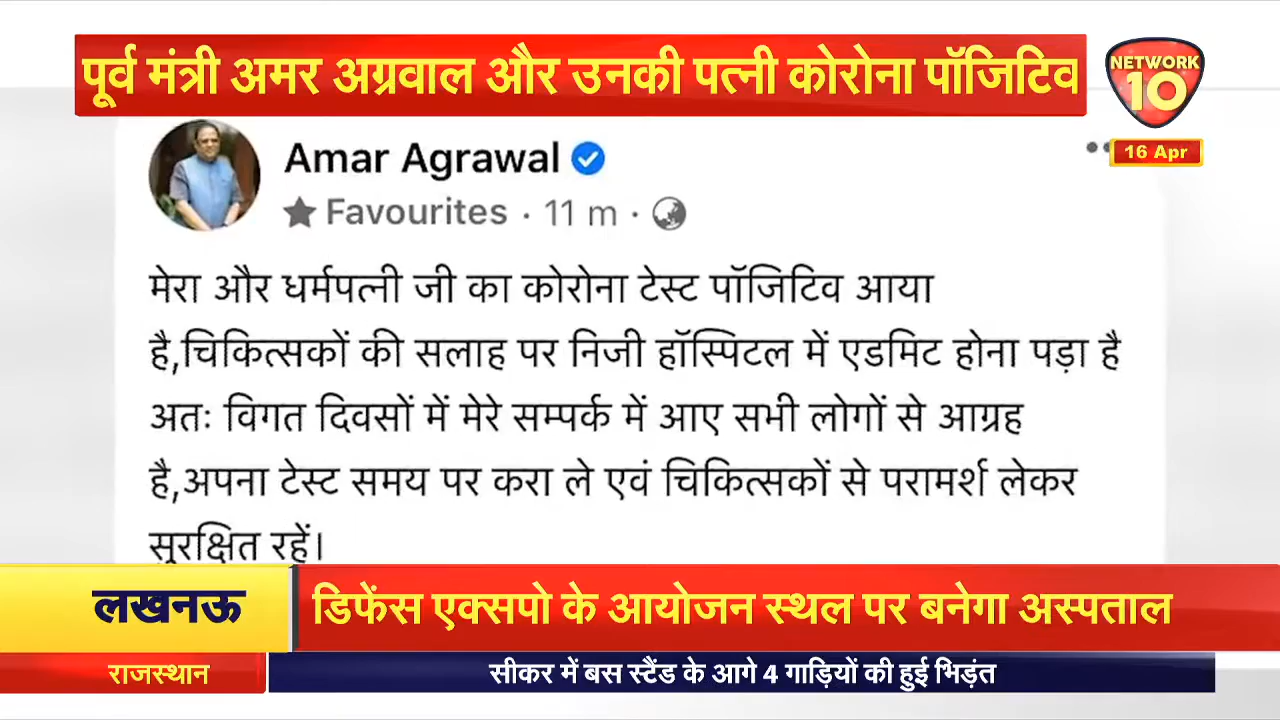 पूर्व मंत्री अमर अग्रवाल और उनकी पत्नी कोरोना पॉजिटिव
NETWORK
10
16 Apr
Amar Agrawal
Favourites · 11 m ·
मेरा और धर्मपत्नी जी का कोरोना टेस्ट पॉजिटिव आया
है,चिकित्सकों की सलाह पर निजी हॉस्पिटल में एडमिट होना पड़ा है
अतः विगत दिवसों में मेरे सम्पर्क में आए सभी लोगों से आग्रह
है,अपना टेस्ट समय पर करा ले एवं चिकित्सकों से परामर्श लेकर
सुरक्षित रहें।
लखनऊ
डिफेंस एक्सपो के आयोजन स्थल पर बनेगा अस्पताल
राजस्थान
सीकर में बस स्टैंड के आगे 4 गाड़ियों की हुई भिड़ंत